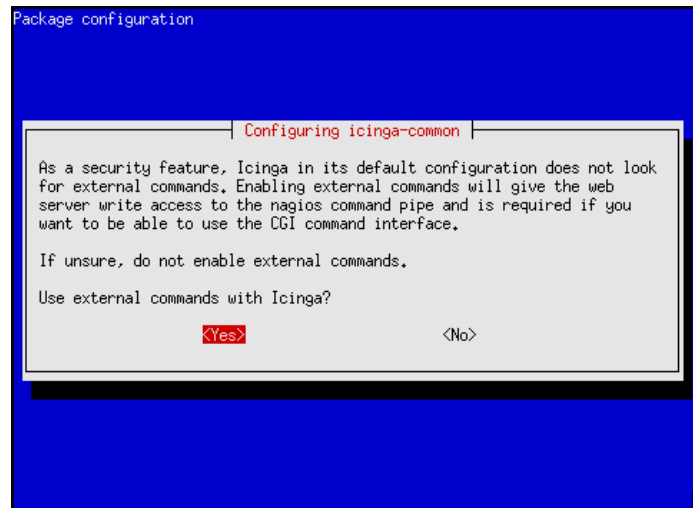 Package configuration
Configuring icinga-common
As a security feature, Icinga in its default configuration does not look
for external commands. Enabling external commands will give the web
server write access to the nagios command pipe and is required if you
want to be able to use the CGI command interface.
If unsure, do not enable external commands.
Use external commands with Icinga?
<Yes> <No>